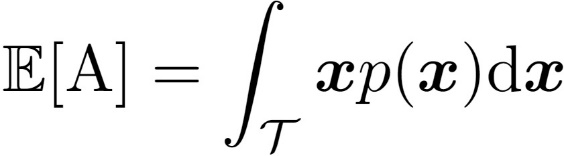 𝔼[A] = ∫_𝒯 𝒙p(𝒙)d𝒙